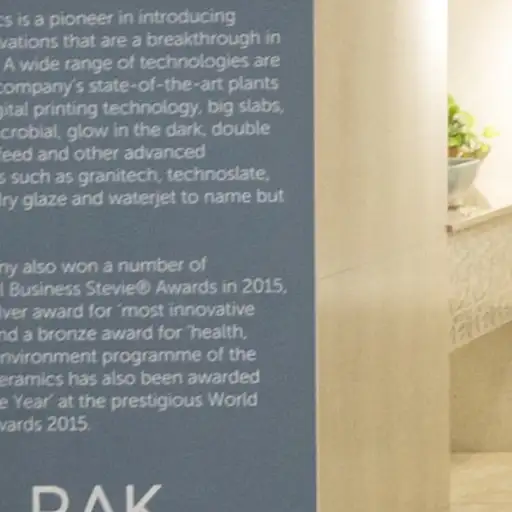 cs is a pioneer in introducing
vations that are a breakthrough in
A wide range of technologies are
company's state-of-the-art plants
gital printing technology, big slabs,
crobial, glow in the dark, double
feed and other advanced
s such as granitech, technoslate,
dry glaze and waterjet to name but
ny also won a number of
l Business Stevie® Awards in 2015,
lver award for 'most innovative
nd a bronze award for 'health,
nvironment programme of the
eramics has also been awarded
e Year' at the prestigious World
wards 2015.
RAK